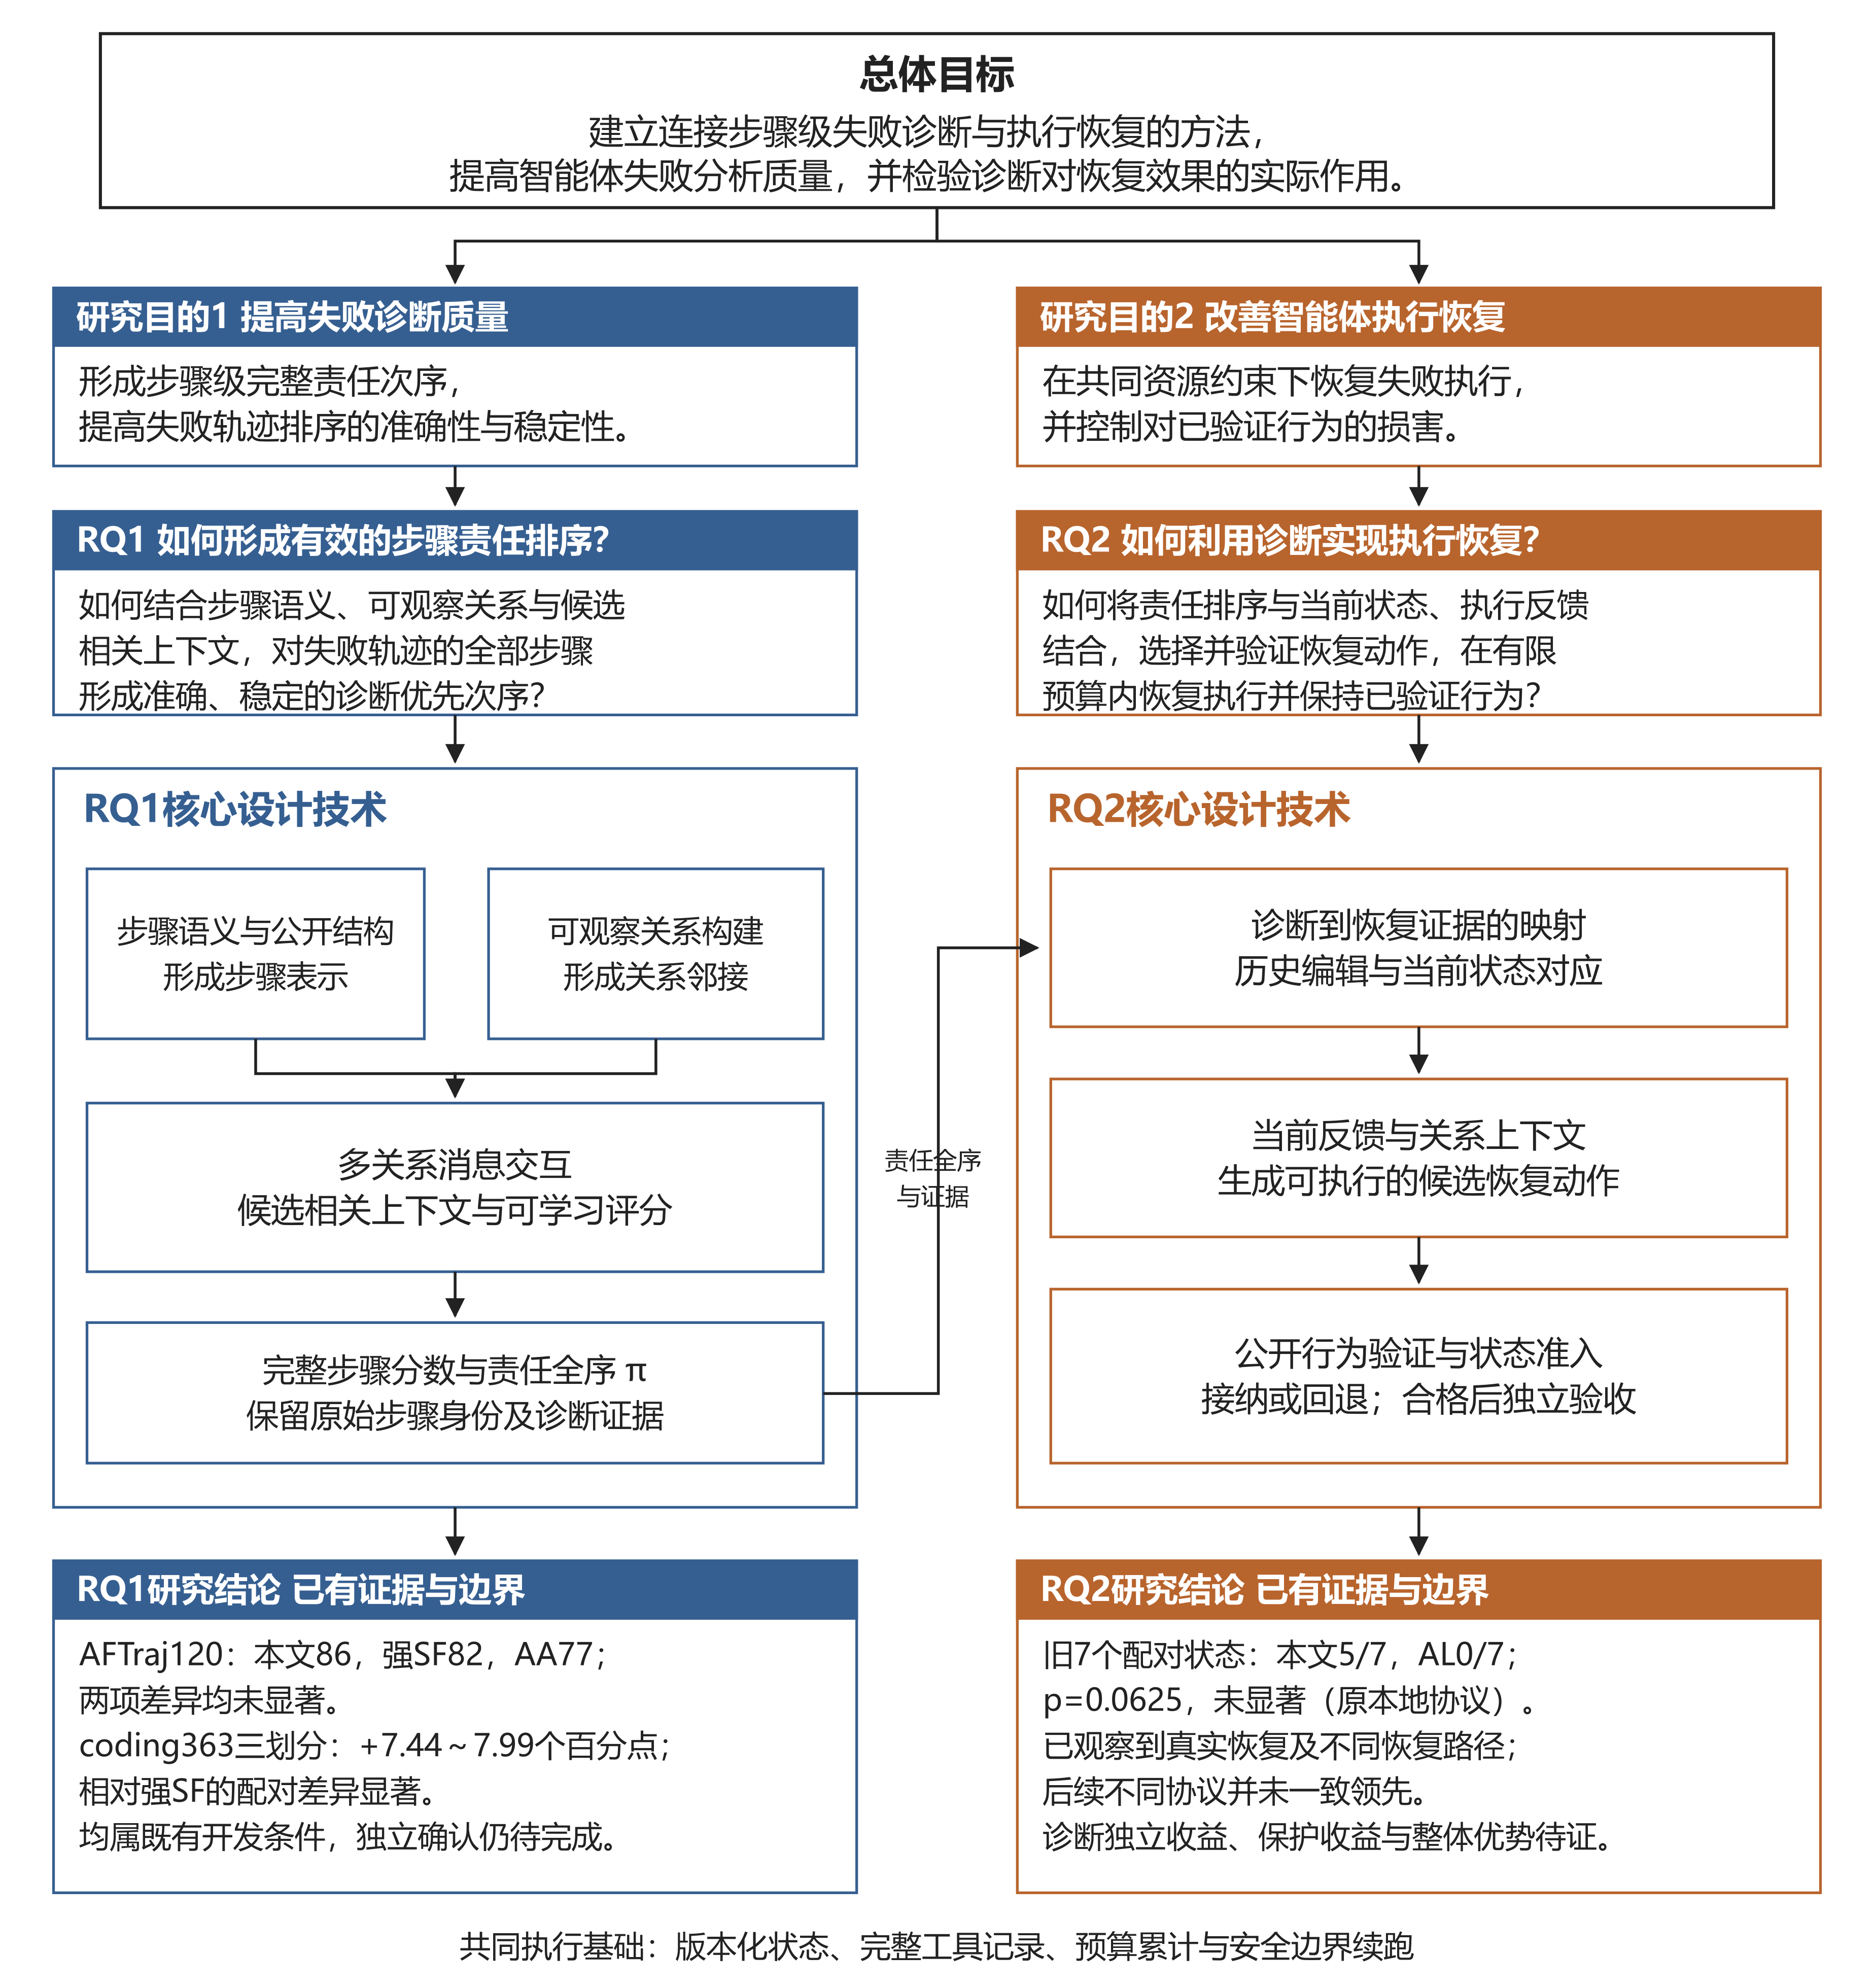 总体目标
建立连接步骤级失败诊断与执行恢复的方法，
提高智能体失败分析质量，并检验诊断对恢复效果的实际作用。
研究目的1 提高失败诊断质量
形成步骤级完整责任次序，
提高失败轨迹排序的准确性与稳定性。
研究目的2 改善智能体执行恢复
在共同资源约束下恢复失败执行，
并控制对已验证行为的损害。
RQ1 如何形成有效的步骤责任排序？
如何结合步骤语义、可观察关系与候选
相关上下文，对失败轨迹的全部步骤
形成准确、稳定的诊断优先次序？
RQ2 如何利用诊断实现执行恢复？
如何将责任排序与当前状态、执行反馈
结合，选择并验证恢复动作，在有限
预算内恢复执行并保持已验证行为？
RQ1核心设计技术
步骤语义与公开结构
形成步骤表示
可观察关系构建
形成关系邻接
多关系消息交互
候选相关上下文与可学习评分
完整步骤分数与责任全序 π
保留原始步骤身份及诊断证据
责任全序
与证据
RQ2核心设计技术
诊断到恢复证据的映射
历史编辑与当前状态对应
当前反馈与关系上下文
生成可执行的候选恢复动作
公开行为验证与状态准入
接纳或回退；合格后独立验收
RQ1研究结论 已有证据与边界
AFTraj120：本文86，强SF82，AA77；
两项差异均未显著。
coding363三划分：+7.44～7.99个百分点；
相对强SF的配对差异显著。
均属既有开发条件，独立确认仍待完成。
RQ2研究结论 已有证据与边界
旧7个配对状态：本文5/7，AL0/7；
p=0.0625，未显著（原本地协议）。
已观察到真实恢复及不同恢复路径；
后续不同协议并未一致领先。
诊断独立收益、保护收益与整体优势待证。
共同执行基础：版本化状态、完整工具记录、预算累计与安全边界续跑